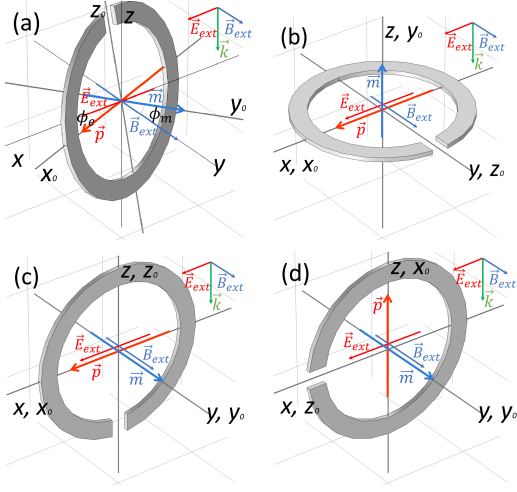 (a)
z₀ z
E⃗ext B⃗ext
k⃗
E⃗ext m⃗
ϕe ϕm
p⃗ B⃗ext
y₀
x
x₀
y
(b)
z, y₀
E⃗ext B⃗ext
k⃗
m⃗
E⃗ext
p⃗ B⃗ext
x, x₀
y, z₀
(c)
z, z₀
E⃗ext B⃗ext
k⃗
E⃗ext B⃗ext
p⃗ m⃗
x, x₀
y, y₀
(d)
z, x₀
E⃗ext B⃗ext
k⃗
p⃗
E⃗ext B⃗ext
m⃗
x, z₀
y, y₀